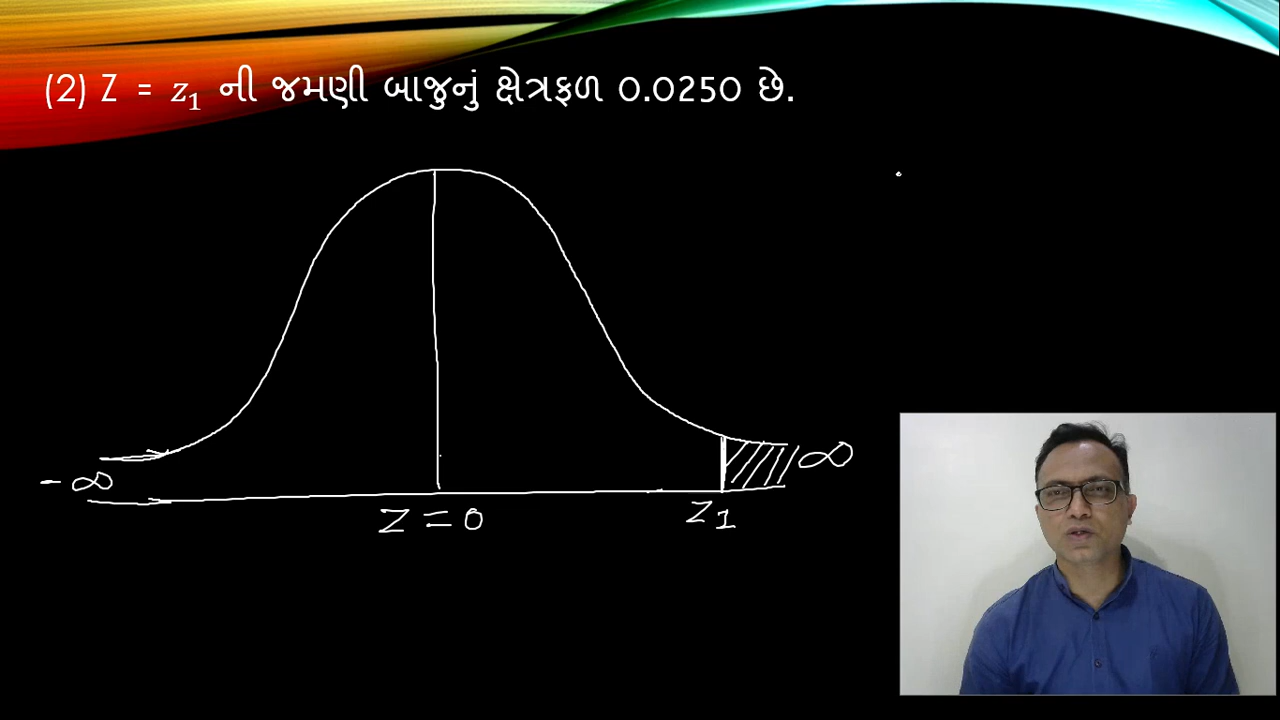 (2) Z = z₁ ની જમણી બાજુનું ક્ષેત્રફળ 0.0250 છે.
-∞ ∞
Z = 0 Z1